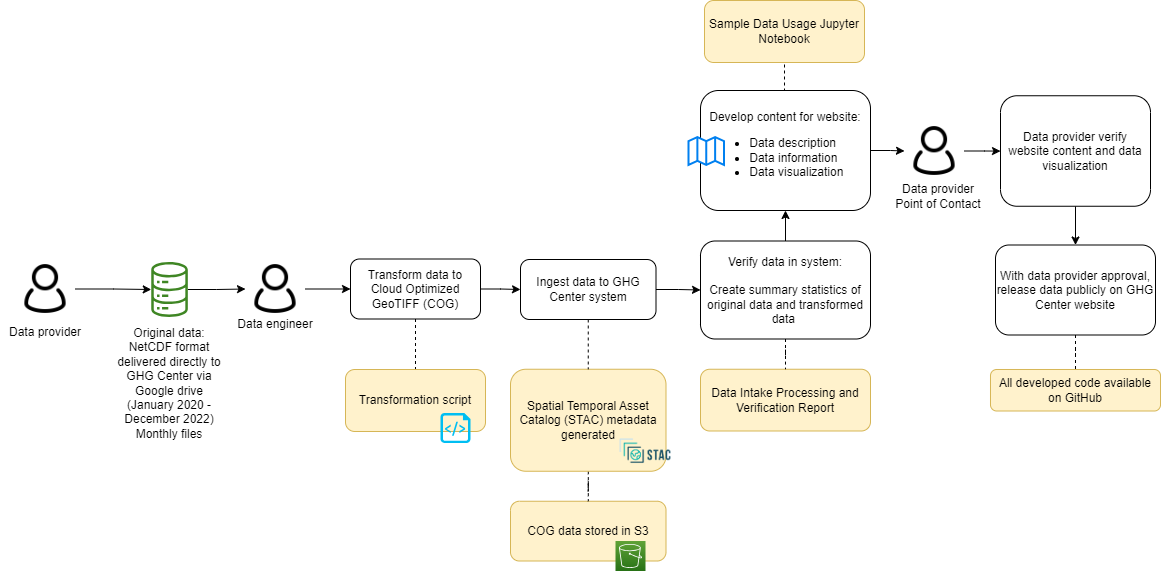 Sample Data Usage Jupyter
Notebook
Develop content for website:
• Data description
• Data information
• Data visualization
Data provider
Point of Contact
Data provider verify
website content and data
visualization
Data provider
Original data:
NetCDF format
delivered directly to
GHG Center via
Google drive
(January 2020 -
December 2022)
Monthly files
Data engineer
Transform data to
Cloud Optimized
GeoTIFF (COG)
Ingest data to GHG
Center system
Verify data in system:
Create summary statistics of
original data and transformed
data
With data provider approval,
release data publicly on GHG
Center website
Transformation script
</>
Spatial Temporal Asset
Catalog (STAC) metadata
generated
STAC
Data Intake Processing and
Verification Report
All developed code available
on GitHub
COG data stored in S3